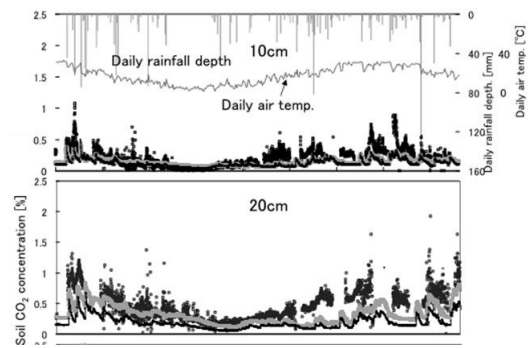 2.5
2
1.5
1
0.5
0
10cm
Daily rainfall depth
Daily air temp.
0
40
80
120
160
Daily rainfall depth. [mm]
40
0
Daily air temp. [℃]
2.5
2
1.5
1
0.5
0
20cm
Soil CO₂ concentration [%]